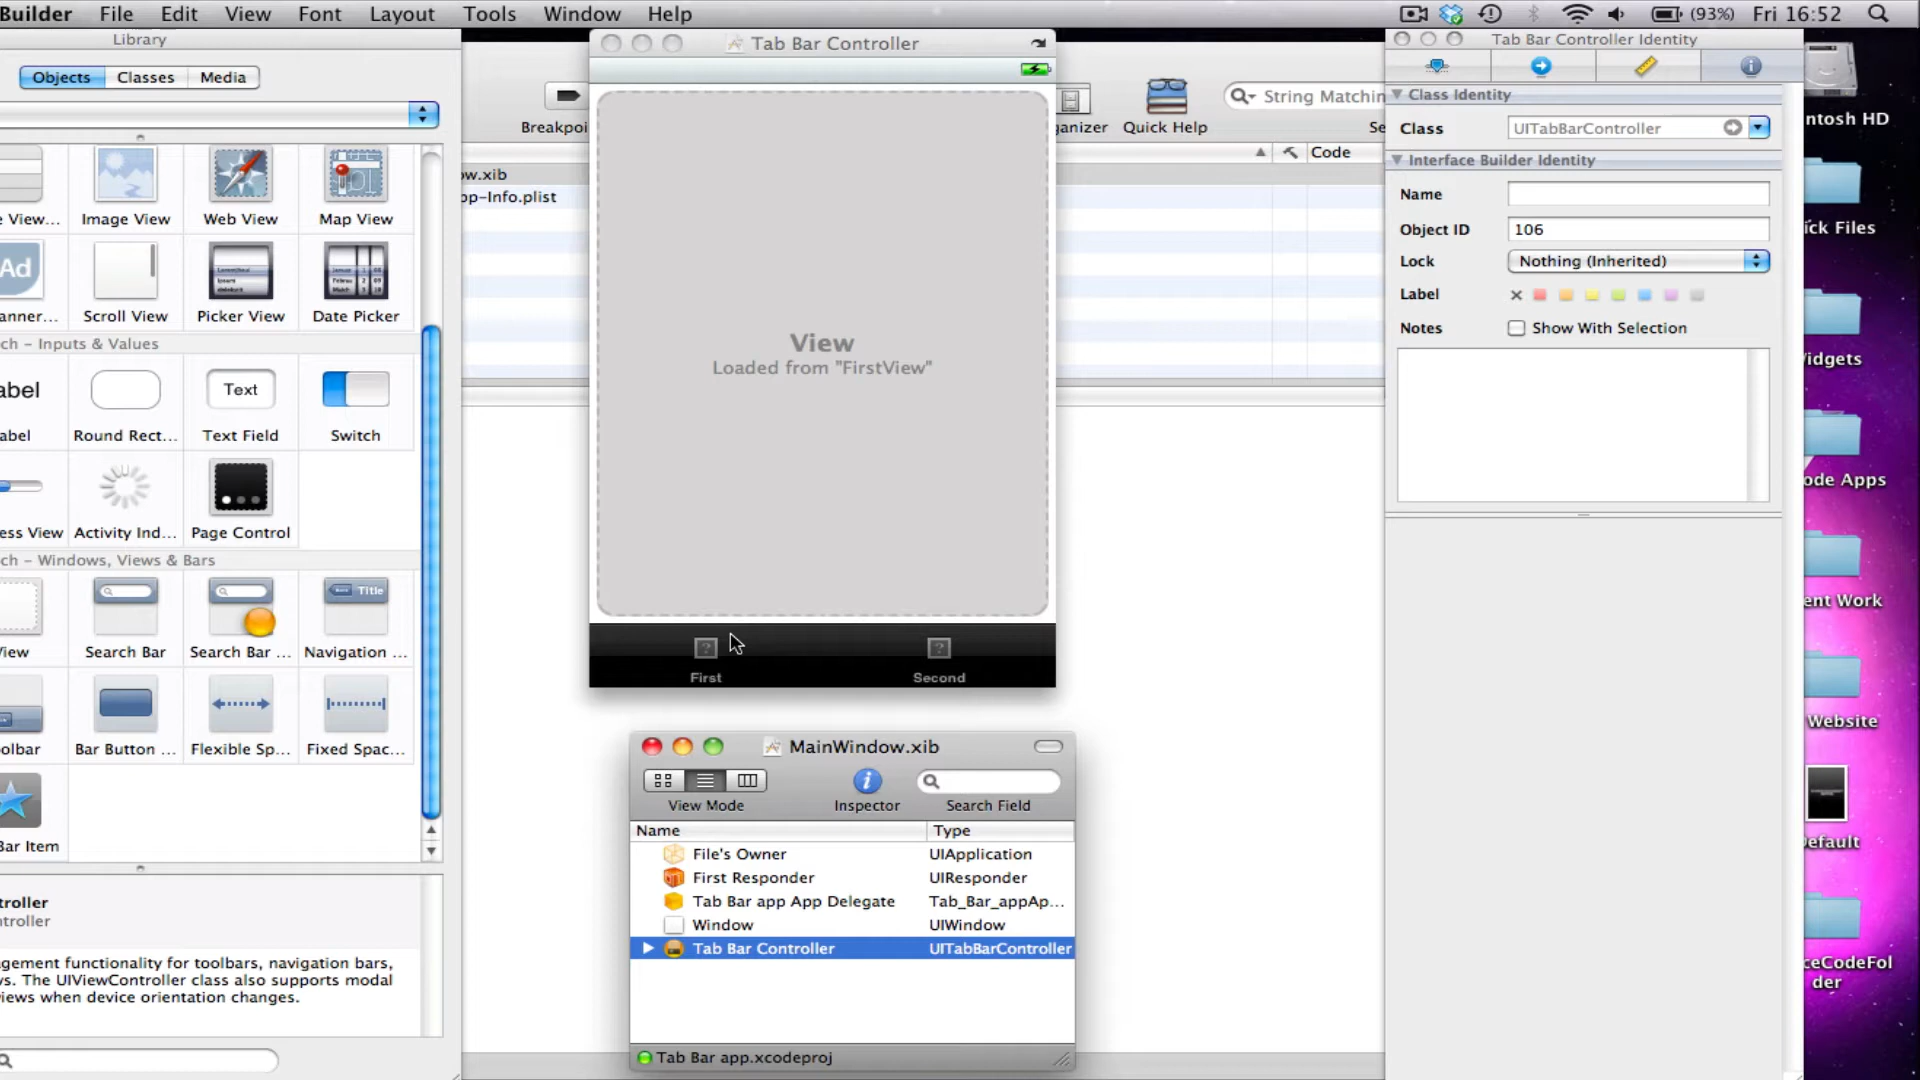 Builder File Edit View Font Layout Tools Window Help
(93%) Fri 16:52
Library
Objects Classes Media
e View... Image View Web View Map View
Ad
anner... Scroll View Picker View Date Picker
ch - Inputs & Values
abel Text
abel Round Rect... Text Field Switch
ess View Activity Ind... Page Control
ch - Windows, Views & Bars
Title
View Search Bar Search Bar ... Navigation ...
olbar Bar Button ... Flexible Sp... Fixed Spac...
Bar Item
troller
ntroller
gement functionality for toolbars, navigation bars,
vs. The UIViewController class also supports modal
iews when device orientation changes.
Tab Bar Controller
Breakpoi
ow.xib
pp-Info.plist
anizer Quick Help
String Matchin
Se
Code
View
Loaded from "FirstView"
? ?
First Second
MainWindow.xib
View Mode Inspector Search Field
Name Type
File's Owner UIApplication
First Responder UIResponder
Tab Bar app App Delegate Tab_Bar_appAp...
Window UIWindow
Tab Bar Controller UITabBarController
Tab Bar app.xcodeproj
Tab Bar Controller Identity
Class Identity
Class UITabBarController
Interface Builder Identity
Name
Object ID 106
Lock Nothing (Inherited)
Label
Notes Show With Selection
ntosh HD
ick Files
Widgets
ode Apps
ent Work
Website
Default
ceCodeFol
der